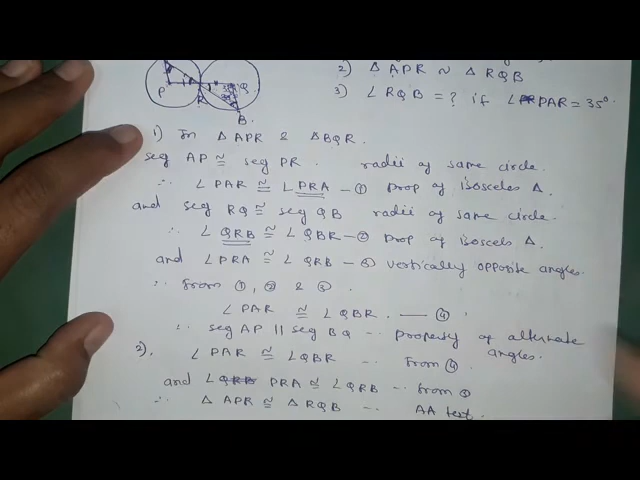 P
R
Q
B
2) Δ APR ~ Δ RQB
3) ∠ RQB = ? if ∠ PAR = 35°.
1) In Δ APR & Δ BQR.
seg AP ≅ seg PR. radii of same circle.
∴ ∠ PAR ≅ ∠ PRA – ① prop of isosceles Δ.
and seg RQ ≅ seg QB radii of same circle.
∴ ∠ QRB ≅ ∠ QBR – ② prop of isoscels Δ.
and ∠ PRA ≅ ∠ QRB – ③ vertically opposite angles.
∴ from ①, ② & ③.
∠ PAR ≅ ∠ QBR. — ④
∴ seg AP || seg BQ -- property of alternate angles.
2). ∠ PAR ≅ ∠ QBR -- from ④.
and ∠ PRA ≅ ∠ QRB -- from ③
∴ Δ APR ≅ Δ RQB -- AA test.